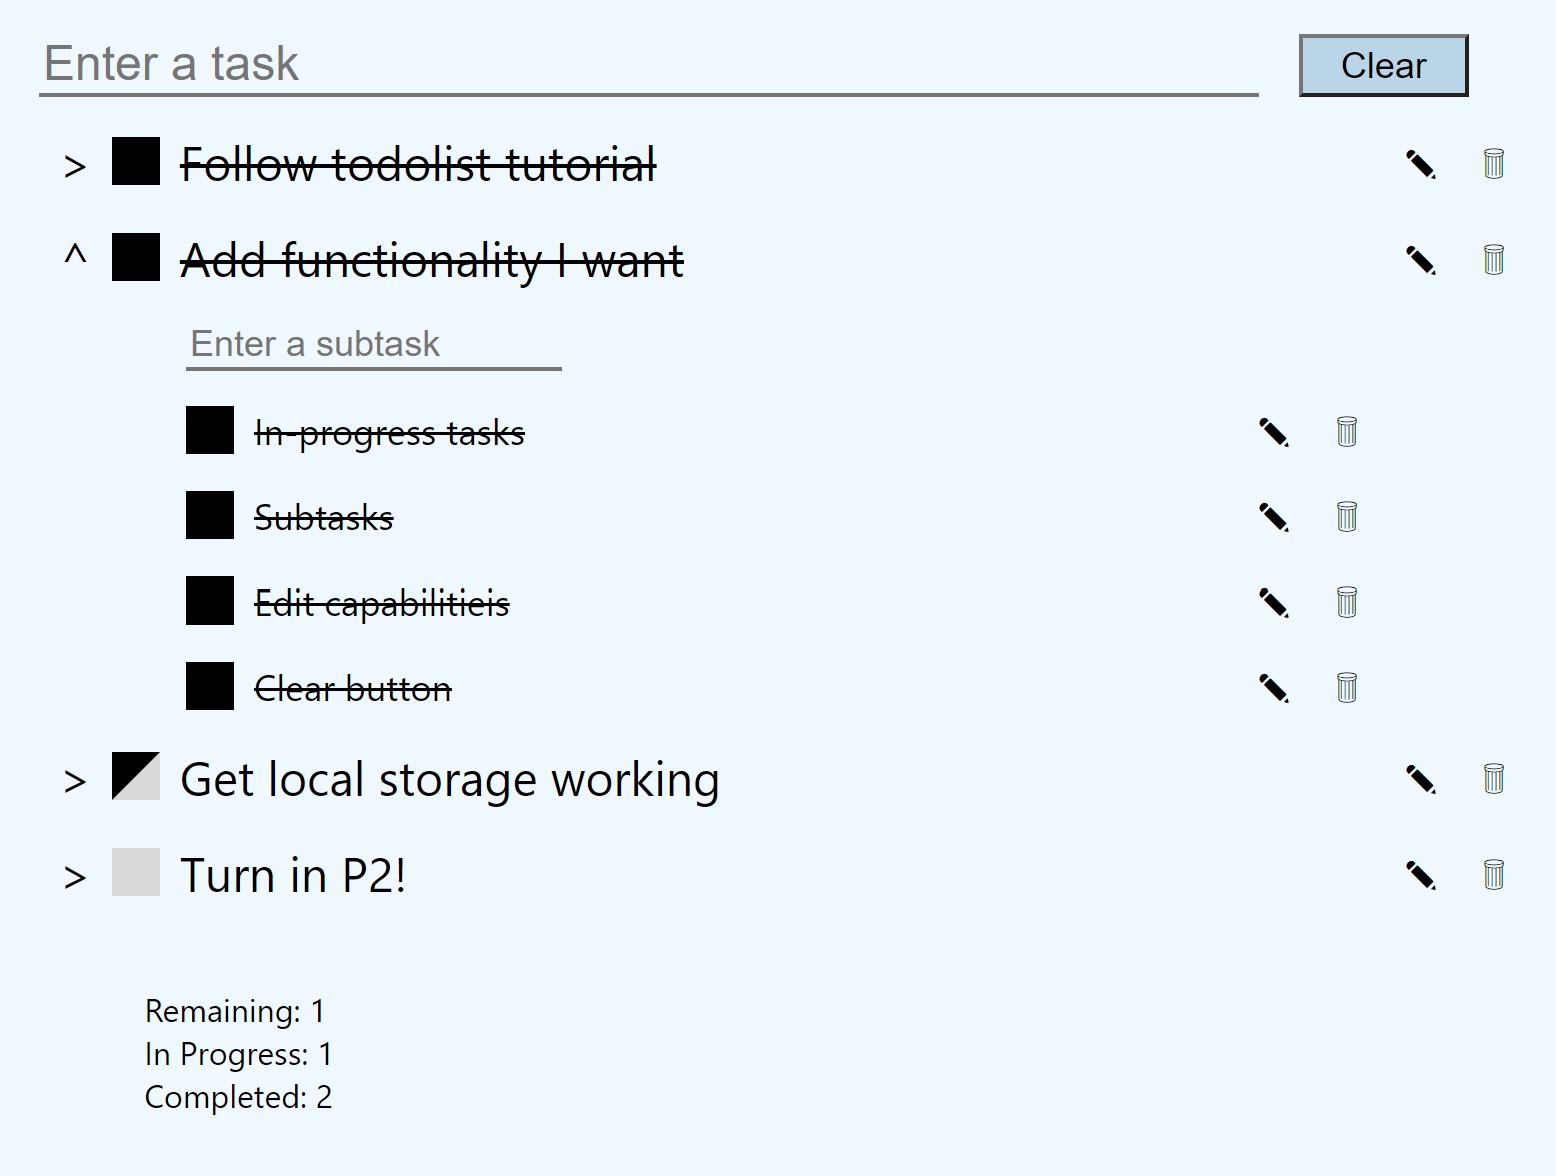 Enter a task
Clear
> Follow todolist tutorial
^ Add functionality I want
Enter a subtask
In-progress tasks
Subtasks
Edit capabilitieis
Clear button
> Get local storage working
> Turn in P2!
Remaining: 1
In Progress: 1
Completed: 2